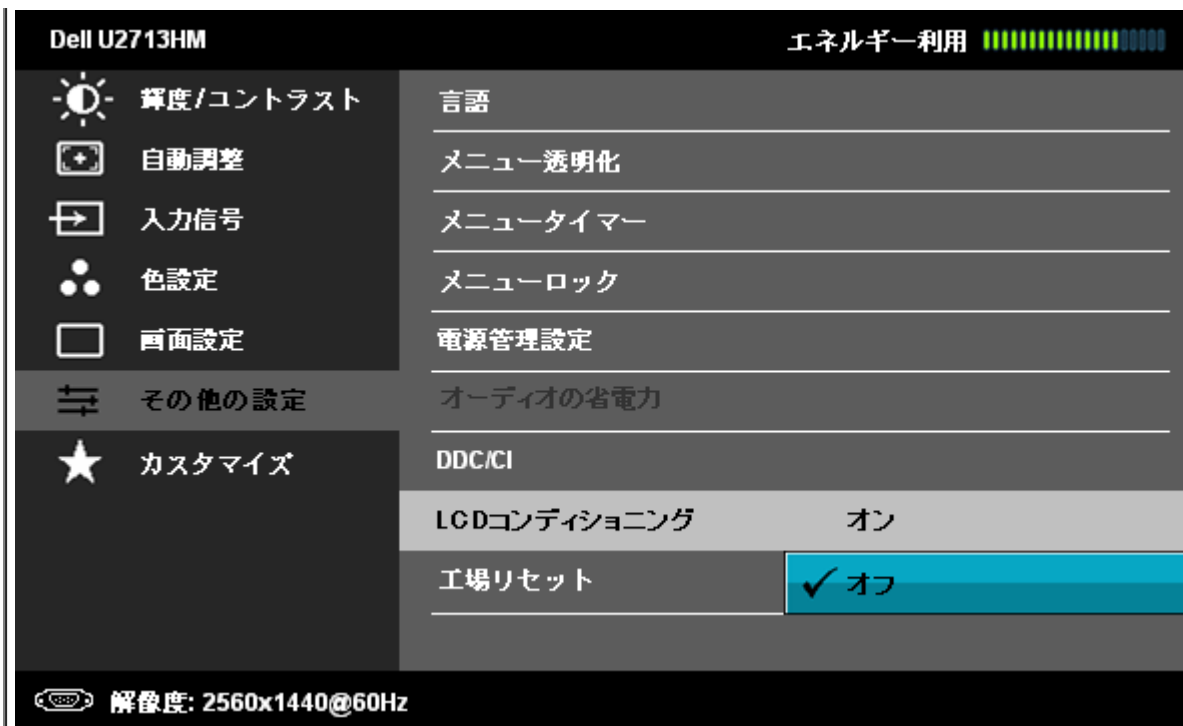 Dell U2713HM
エネルギー利用
輝度/コントラスト
自動調整
入力信号
色設定
画面設定
その他の設定
カスタマイズ
言語
メニュー透明化
メニュータイマー
メニューロック
電源管理設定
オーディオの省電力
DDC/CI
LCDコンディショニング オン
工場リセット オフ
解像度: 2560x1440@60Hz